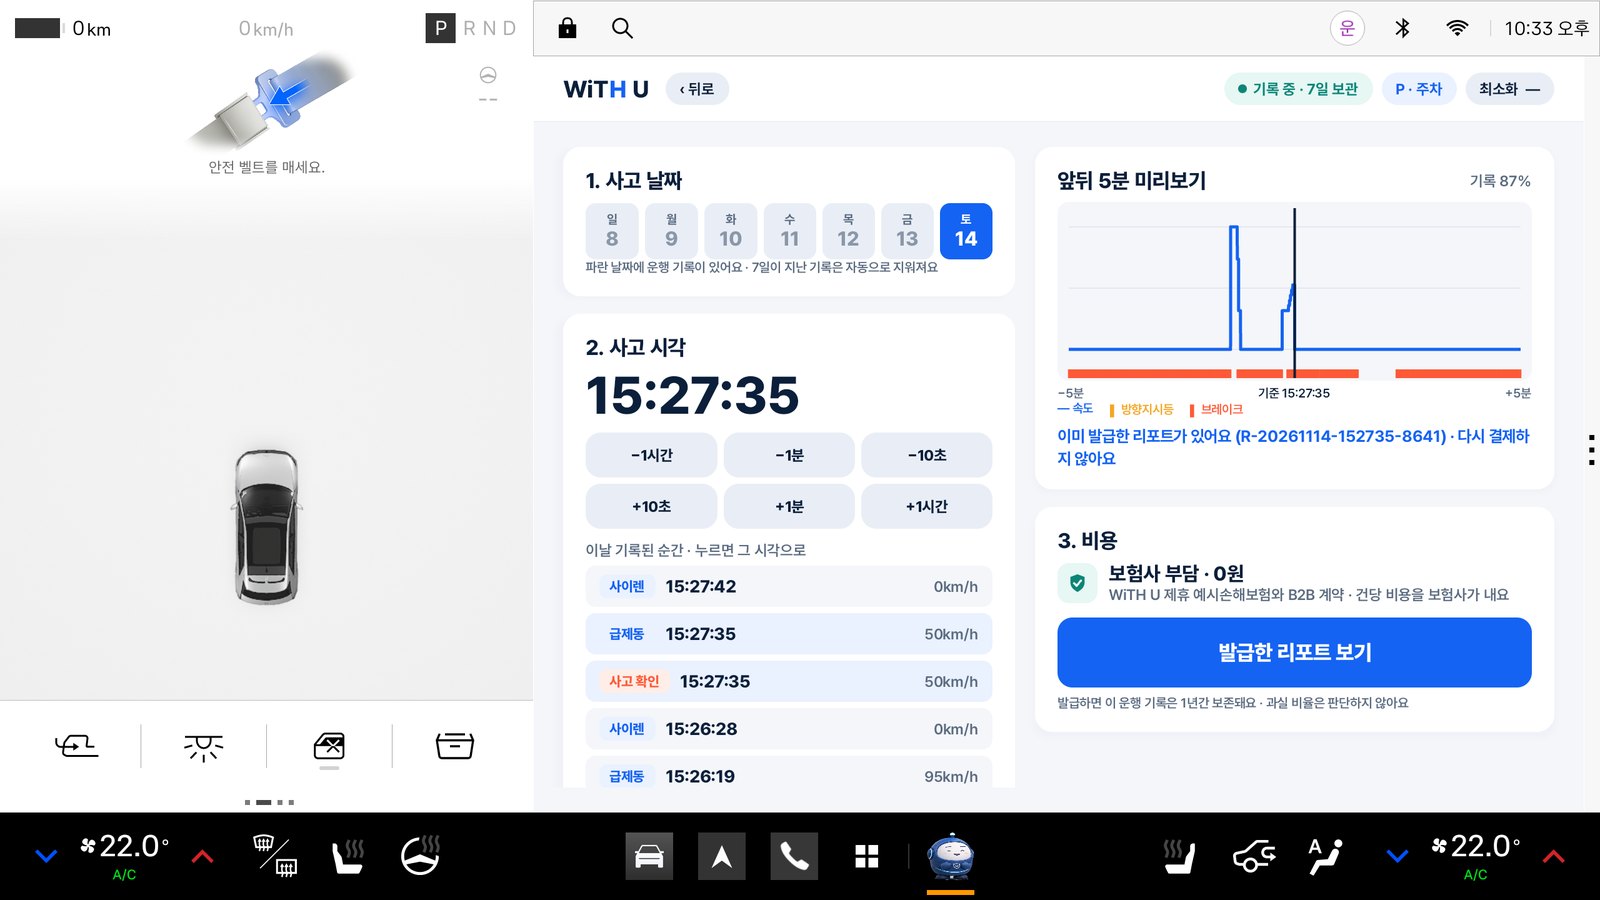 0 km
0 km/h
P R N D
안전 벨트를 매세요.
--
운
10:33 오후
WiTH U
‹ 뒤로
기록 중 · 7일 보관
P · 주차
최소화 —
1. 사고 날짜
일 월 화 수 목 금 토
8 9 10 11 12 13 14
파란 날짜에 운행 기록이 있어요 · 7일이 지난 기록은 자동으로 지워져요
2. 사고 시각
15:27:35
−1시간 −1분 −10초
+10초 +1분 +1시간
이날 기록된 순간 · 누르면 그 시각으로
사이렌 15:27:42 0km/h
급제동 15:27:35 50km/h
사고 확인 15:27:35 50km/h
사이렌 15:26:28 0km/h
급제동 15:26:19 95km/h
앞뒤 5분 미리보기
기록 87%
−5분 기준 15:27:35 +5분
속도 방향지시등 브레이크
이미 발급한 리포트가 있어요 (R-20261114-152735-8641) · 다시 결제하
지 않아요
3. 비용
보험사 부담 · 0원
WiTH U 제휴 예시손해보험와 B2B 계약 · 건당 비용을 보험사가 내요
발급한 리포트 보기
발급하면 이 운행 기록은 1년간 보존돼요 · 과실 비율은 판단하지 않아요
22.0°
A/C
A
22.0°
A/C